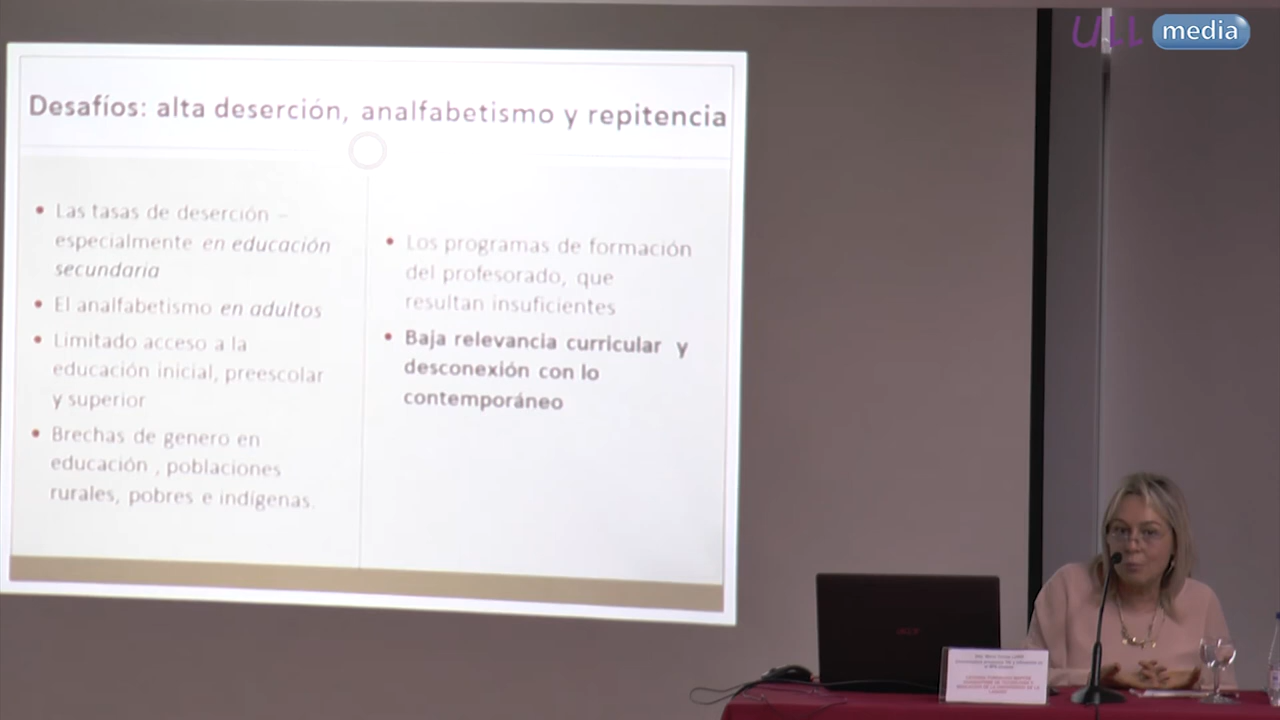 ULL media
Desafíos: alta deserción, analfabetismo y repitencia
• Las tasas de deserción –
especialmente en educación
secundaria
• El analfabetismo en adultos
• Limitado acceso a la
educación inicial, preescolar
y superior
• Brechas de genero en
educación , poblaciones
rurales, pobres e indígenas.
• Los programas de formación
del profesorado, que
resultan insuficientes
• Baja relevancia curricular y
desconexión con lo
contemporáneo
acer